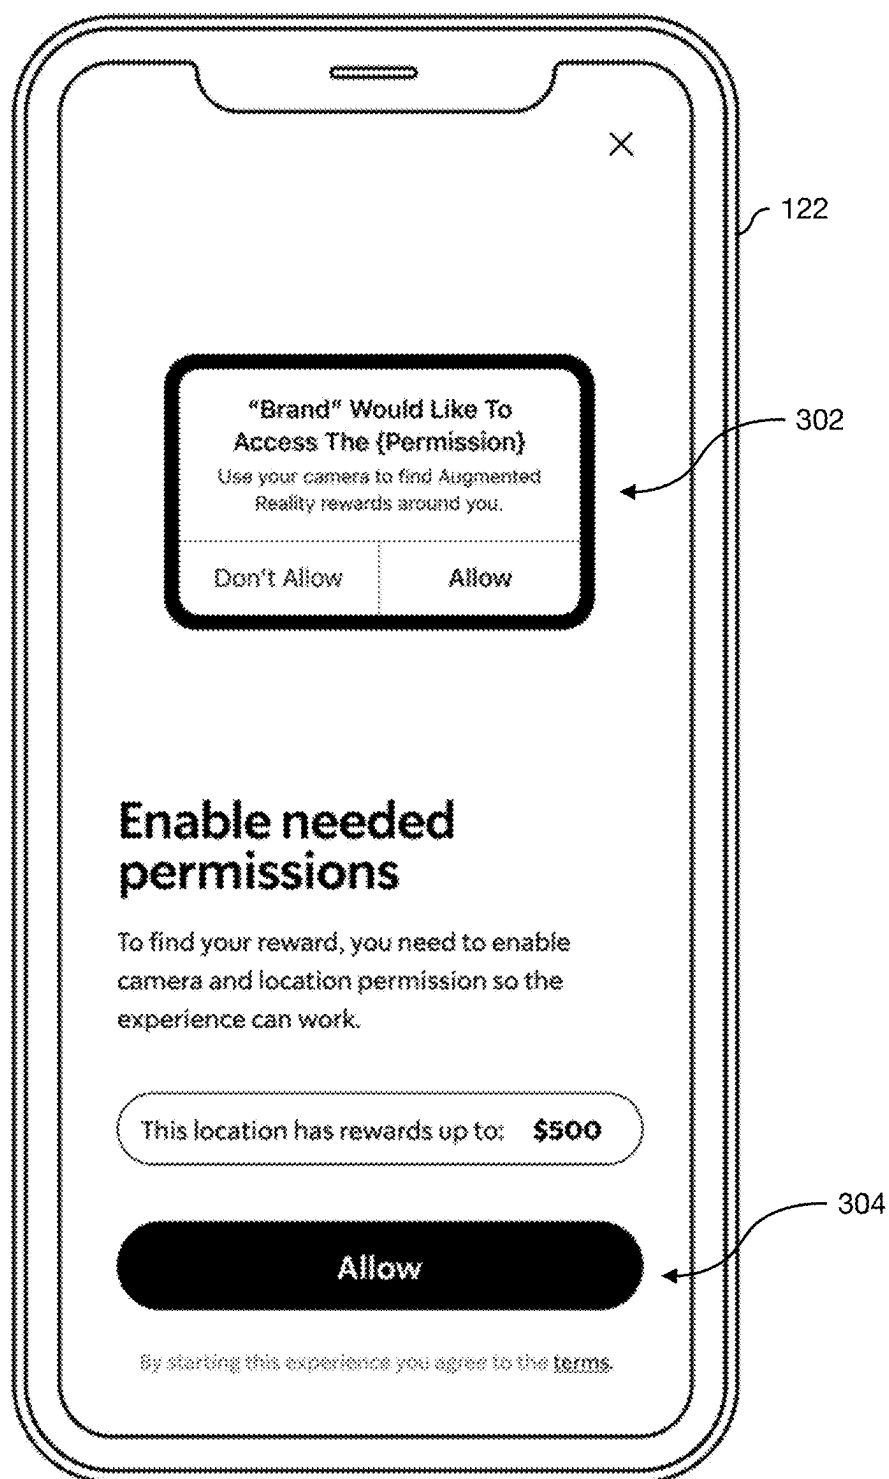 122
302
“Brand” Would Like To
Access The {Permission}
Use your camera to find Augmented
Reality rewards around you.
Don’t Allow
Allow
Enable needed
permissions
To find your reward, you need to enable
camera and location permission so the
experience can work.
This location has rewards up to: $500
304
Allow
By starting this experience you agree to the terms.